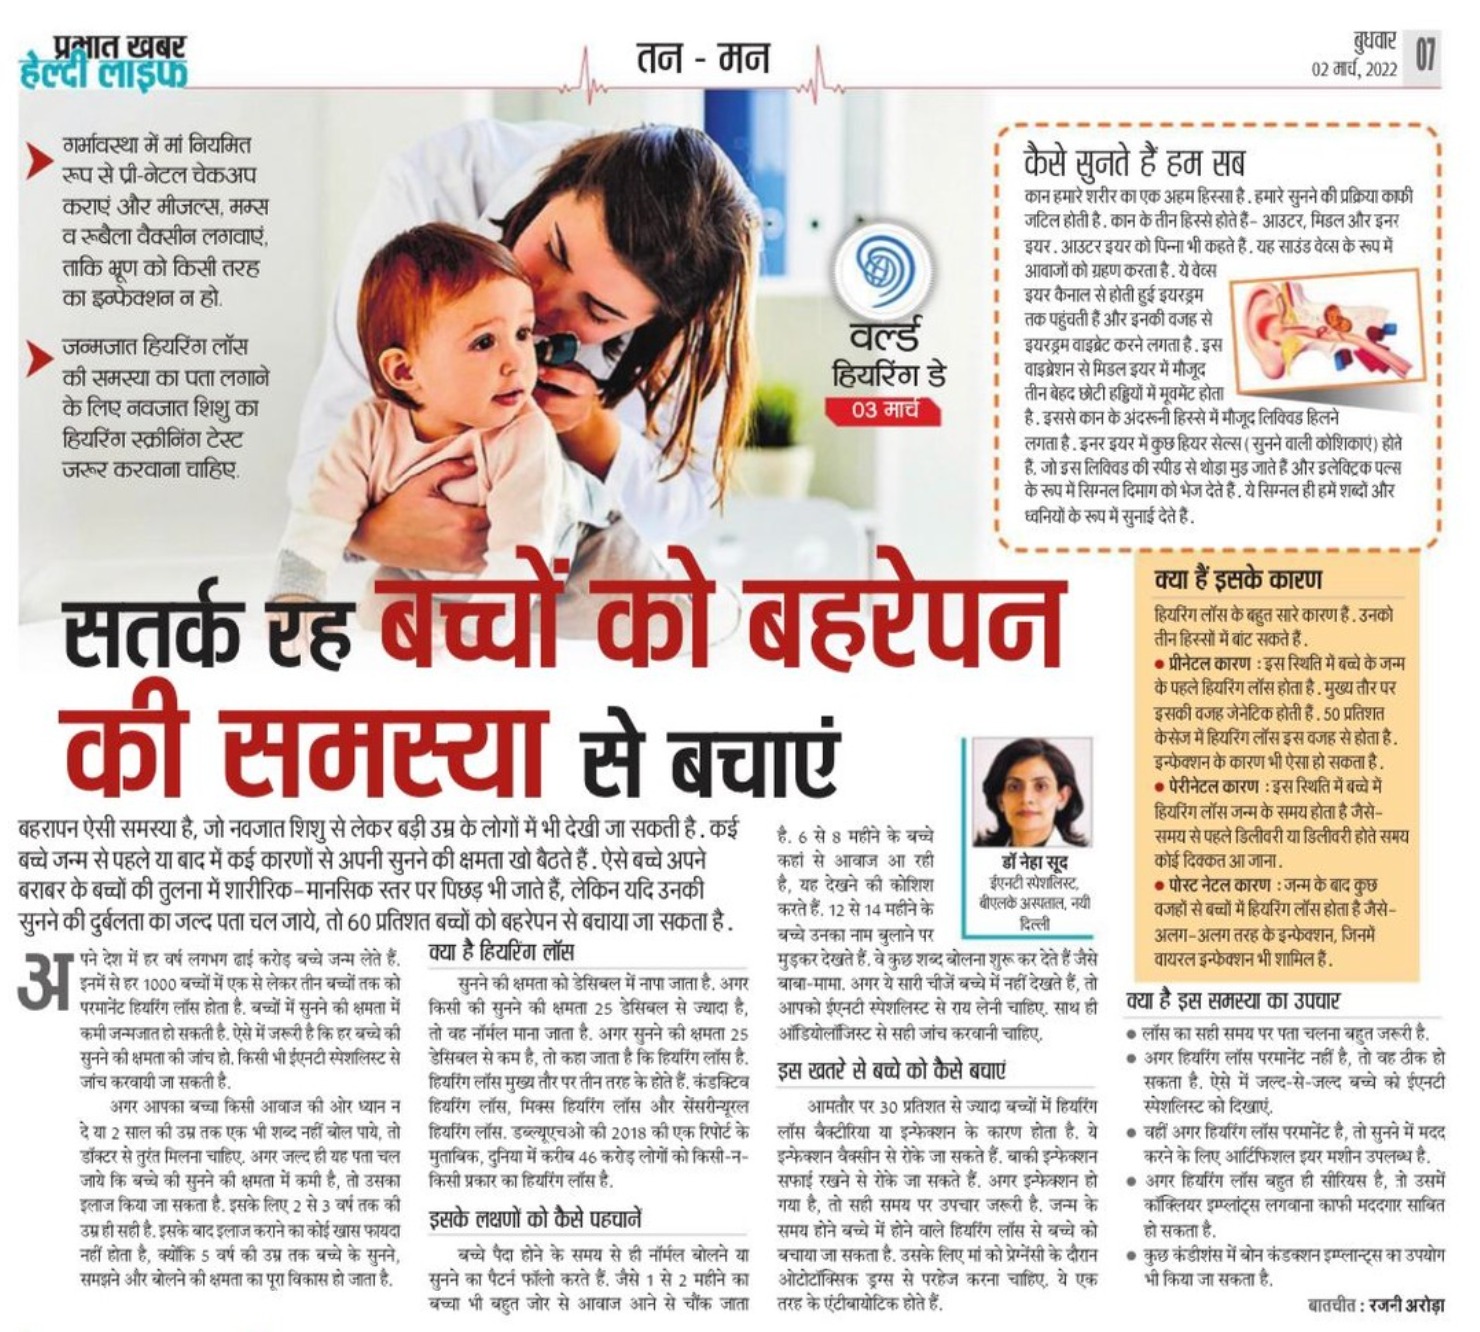 प्रभात खबर
हेल्दी लाइफ
तन - मन
बुधवार
02 मार्च, 2022
07
गर्भावस्था में मां नियमित
रूप से प्री-नेटल चेकअप
कराएं और मीजल्स, मम्स
व रूबैला वैक्सीन लगवाएं,
ताकि भ्रूण को किसी तरह
का इन्फेक्शन न हो.
जन्मजात हियरिंग लॉस
की समस्या का पता लगाने
के लिए नवजात शिशु का
हियरिंग स्क्रीनिंग टेस्ट
जरूर करवाना चाहिए.
वर्ल्ड
हियरिंग डे
03 मार्च
कैसे सुनते हैं हम सब
कान हमारे शरीर का एक अहम हिस्सा है. हमारे सुनने की प्रक्रिया काफी
जटिल होती है. कान के तीन हिस्से होते हैं- आउटर, मिडल और इनर
इयर. आउटर इयर को पिन्ना भी कहते हैं. यह साउंड वेव्स के रूप में
आवाजों को ग्रहण करता है. ये वेव्स
इयर कैनाल से होती हुई इयरड्रम
तक पहुंचती हैं और इनकी वजह से
इयरड्रम वाइब्रेट करने लगता है. इस
वाइब्रेशन से मिडल इयर में मौजूद
तीन बेहद छोटी हड्डियों में मूवमेंट होता
है. इससे कान के अंदरूनी हिस्से में मौजूद लिक्विड हिलने
लगता है. इनर इयर में कुछ हियर सेल्स (सुनने वाली कोशिकाएं) होते
हैं, जो इस लिक्विड की स्पीड से थोडा मुड जाते हैं और इलेक्ट्रिक पल्स
के रूप में सिग्नल दिमाग को भेज देते हैं. ये सिग्नल ही हमें शब्दों और
ध्वनियों के रूप में सुनाई देते हैं.
सतर्क रह बच्चों को बहरेपन
की समस्या से बचाएं
बहरापन ऐसी समस्या है, जो नवजात शिशु से लेकर बड़ी उम्र के लोगों में भी देखी जा सकती है. कई
बच्चे जन्म से पहले या बाद में कई कारणों से अपनी सुनने की क्षमता खो बैठते हैं. ऐसे बच्चे अपने
बराबर के बच्चों की तुलना में शारीरिक-मानसिक स्तर पर पिछड़ भी जाते हैं, लेकिन यदि उनकी
सुनने की दुर्बलता का जल्द पता चल जाये, तो 60 प्रतिशत बच्चों को बहरेपन से बचाया जा सकता है.
अपने देश में हर वर्ष लगभग ढाई करोड़ बच्चे जन्म लेते हैं.
इनमें से हर 1000 बच्चों में एक से लेकर तीन बच्चों तक को
परमानेंट हियरिंग लॉस होता है. बच्चों में सुनने की क्षमता में
कमी जन्मजात हो सकती है. ऐसे में जरूरी है कि हर बच्चे की
सुनने की क्षमता की जांच हो. किसी भी ईएनटी स्पेशलिस्ट से
जांच करवायी जा सकती है.
अगर आपका बच्चा किसी आवाज की ओर ध्यान न
दे या 2 साल की उम्र तक एक भी शब्द नहीं बोल पाये, तो
डॉक्टर से तुरंत मिलना चाहिए. अगर जल्द ही यह पता चल
जाये कि बच्चे की सुनने की क्षमता में कमी है, तो उसका
इलाज किया जा सकता है. इसके लिए 2 से 3 वर्ष तक की
उम्र ही सही है. इसके बाद इलाज कराने का कोई खास फायदा
नहीं होता है, क्योंकि 5 वर्ष की उम्र तक बच्चे के सुनने,
समझने और बोलने की क्षमता का पूरा विकास हो जाता है.
क्या है हियरिंग लॉस
सुनने की क्षमता को डेसिबल में नापा जाता है. अगर
किसी की सुनने की क्षमता 25 डेसिबल से ज्यादा है,
तो वह नॉर्मल माना जाता है. अगर सुनने की क्षमता 25
डेसिबल से कम है, तो कहा जाता है कि हियरिंग लॉस है.
हियरिंग लॉस मुख्य तौर पर तीन तरह के होते हैं. कंडक्टिव
हियरिंग लॉस, मिक्स हियरिंग लॉस और सेंसरीन्यूरल
हियरिंग लॉस. डब्ल्यूएचओ की 2018 की एक रिपोर्ट के
मुताबिक, दुनिया में करीब 46 करोड़ लोगों को किसी-न-
किसी प्रकार का हियरिंग लॉस है.
इसके लक्षणों को कैसे पहचानें
बच्चे पैदा होने के समय से ही नॉर्मल बोलने या
सुनने का पैटर्न फॉलो करते हैं. जैसे 1 से 2 महीने का
बच्चा भी बहुत जोर से आवाज आने से चौंक जाता
है. 6 से 8 महीने के बच्चे
कहां से आवाज आ रही
है, यह देखने की कोशिश
करते हैं. 12 से 14 महीने के
बच्चे उनका नाम बुलाने पर
मुड़कर देखते हैं. वे कुछ शब्द बोलना शुरू कर देते हैं जैसे
बाबा-मामा. अगर ये सारी चीजें बच्चे में नहीं देखते हैं, तो
आपको ईएनटी स्पेशलिस्ट से राय लेनी चाहिए. साथ ही
ऑडियोलॉजिस्ट से सही जांच करवानी चाहिए.
डॉ नेहा सूद
ईएनटी स्पेशलिस्ट,
बीएलके अस्पताल, नयी
दिल्ली
इस खतरे से बच्चे को कैसे बचाएं
आमतौर पर 30 प्रतिशत से ज्यादा बच्चों में हियरिंग
लॉस बैक्टीरिया या इन्फेक्शन के कारण होता है. ये
इन्फेक्शन वैक्सीन से रोके जा सकते हैं. बाकी इन्फेक्शन
सफाई रखने से रोके जा सकते हैं. अगर इन्फेक्शन हो
गया है, तो सही समय पर उपचार जरूरी है. जन्म के
समय होने बच्चे में होने वाले हियरिंग लॉस से बच्चे को
बचाया जा सकता है. उसके लिए मां को प्रेग्नेंसी के दौरान
ओटोटॉक्सिक ड्रग्स से परहेज करना चाहिए. ये एक
तरह के एंटीबायोटिक होते हैं.
क्या हैं इसके कारण
हियरिंग लॉस के बहुत सारे कारण हैं. उनको
तीन हिस्सों में बांट सकते हैं.
● प्रीनेटल कारण : इस स्थिति में बच्चे के जन्म
के पहले हियरिंग लॉस होता है. मुख्य तौर पर
इसकी वजह जेनेटिक होती हैं. 50 प्रतिशत
केसेज में हियरिंग लॉस इस वजह से होता है.
इन्फेक्शन के कारण भी ऐसा हो सकता है.
● पेरीनेटल कारण : इस स्थिति में बच्चे में
हियरिंग लॉस जन्म के समय होता है जैसे-
समय से पहले डिलीवरी या डिलीवरी होते समय
कोई दिक्कत आ जाना.
● पोस्ट नेटल कारण : जन्म के बाद कुछ
वजहों से बच्चों में हियरिंग लॉस होता है जैसे-
अलग-अलग तरह के इन्फेक्शन, जिनमें
वायरल इन्फेक्शन भी शामिल हैं.
क्या है इस समस्या का उपचार
● लॉस का सही समय पर पता चलना बहुत जरूरी है.
● अगर हियरिंग लॉस परमानेंट नहीं है, तो वह ठीक हो
सकता है. ऐसे में जल्द-से-जल्द बच्चे को ईएनटी
स्पेशलिस्ट को दिखाएं.
● वहीं अगर हियरिंग लॉस परमानेंट है, तो सुनने में मदद
करने के लिए आर्टिफिशल इयर मशीन उपलब्ध है.
● अगर हियरिंग लॉस बहुत ही सीरियस है, तो उसमें
कॉक्लियर इम्प्लांट्स लगवाना काफी मददगार साबित
हो सकता है.
● कुछ कंडीशंस में बोन कंडक्शन इम्प्लान्ट्स का उपयोग
भी किया जा सकता है.
बातचीत : रजनी अरोड़ा